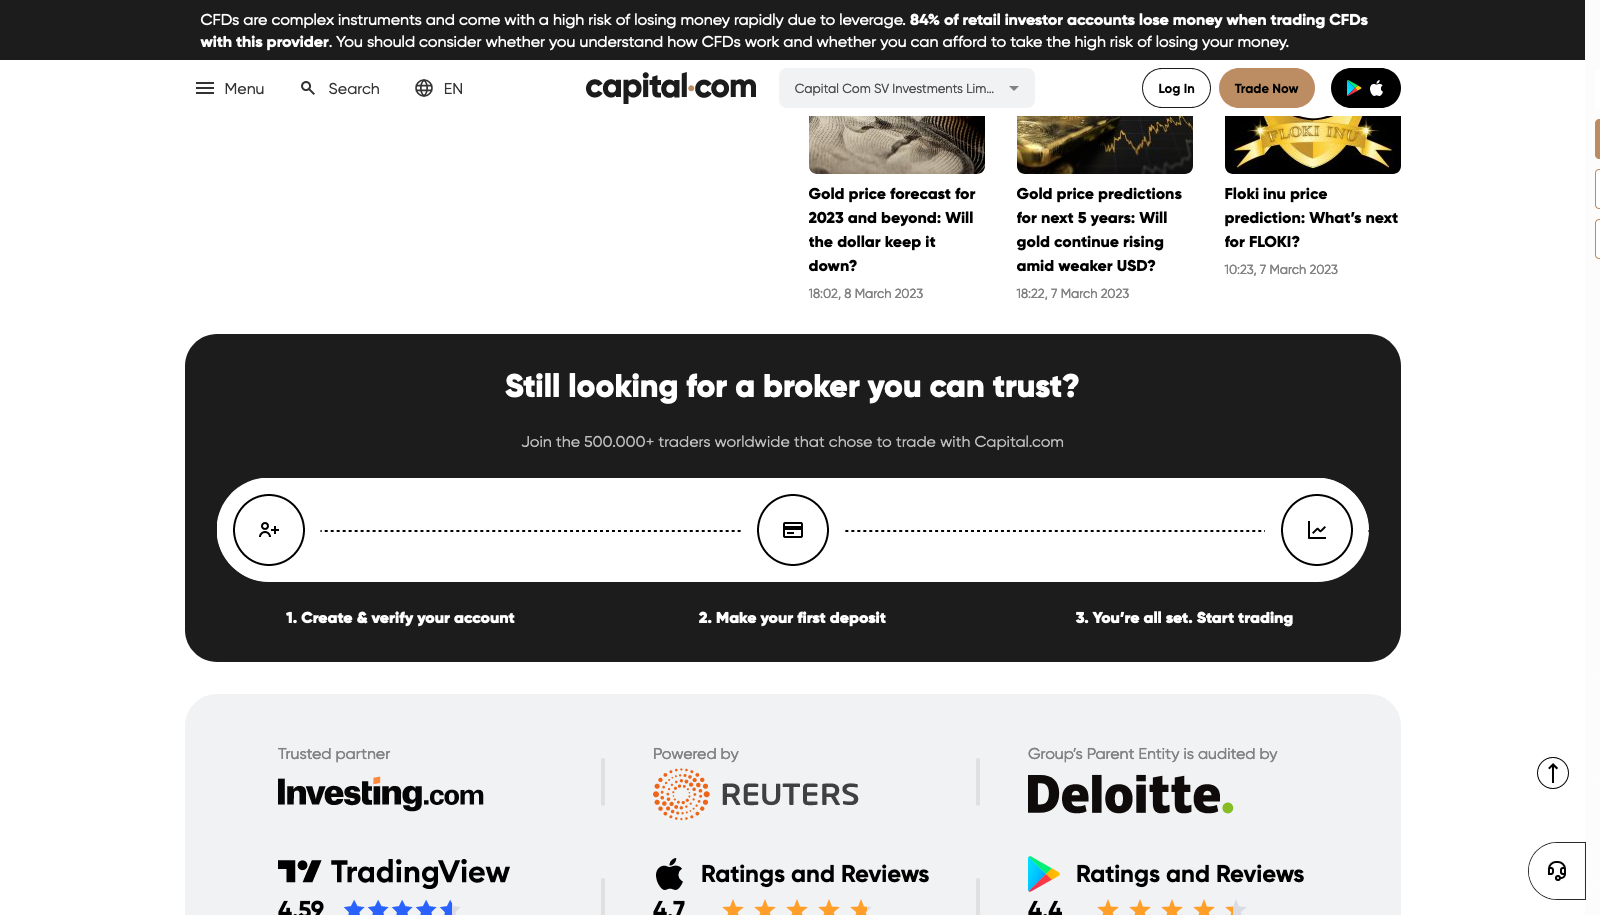 CFDs are complex instruments and come with a high risk of losing money rapidly due to leverage. 84% of retail investor accounts lose money when trading CFDs
with this provider. You should consider whether you understand how CFDs work and whether you can afford to take the high risk of losing your money.
Menu
Search
EN
capital.com
Capital Com SV Investments Lim...
Log In
Trade Now
FLOKI INU
Gold price forecast for
2023 and beyond: Will
the dollar keep it
down?
18:02, 8 March 2023
Gold price predictions
for next 5 years: Will
gold continue rising
amid weaker USD?
18:22, 7 March 2023
Floki inu price
prediction: What's next
for FLOKI?
10:23, 7 March 2023
Still looking for a broker you can trust?
Join the 500.000+ traders worldwide that chose to trade with Capital.com
1. Create & verify your account
2. Make your first deposit
3. You're all set. Start trading
Trusted partner
Investing.com
Powered by
REUTERS
Group's Parent Entity is audited by
Deloitte.
TradingView
4.59
Ratings and Reviews
4.7
Ratings and Reviews
4.4